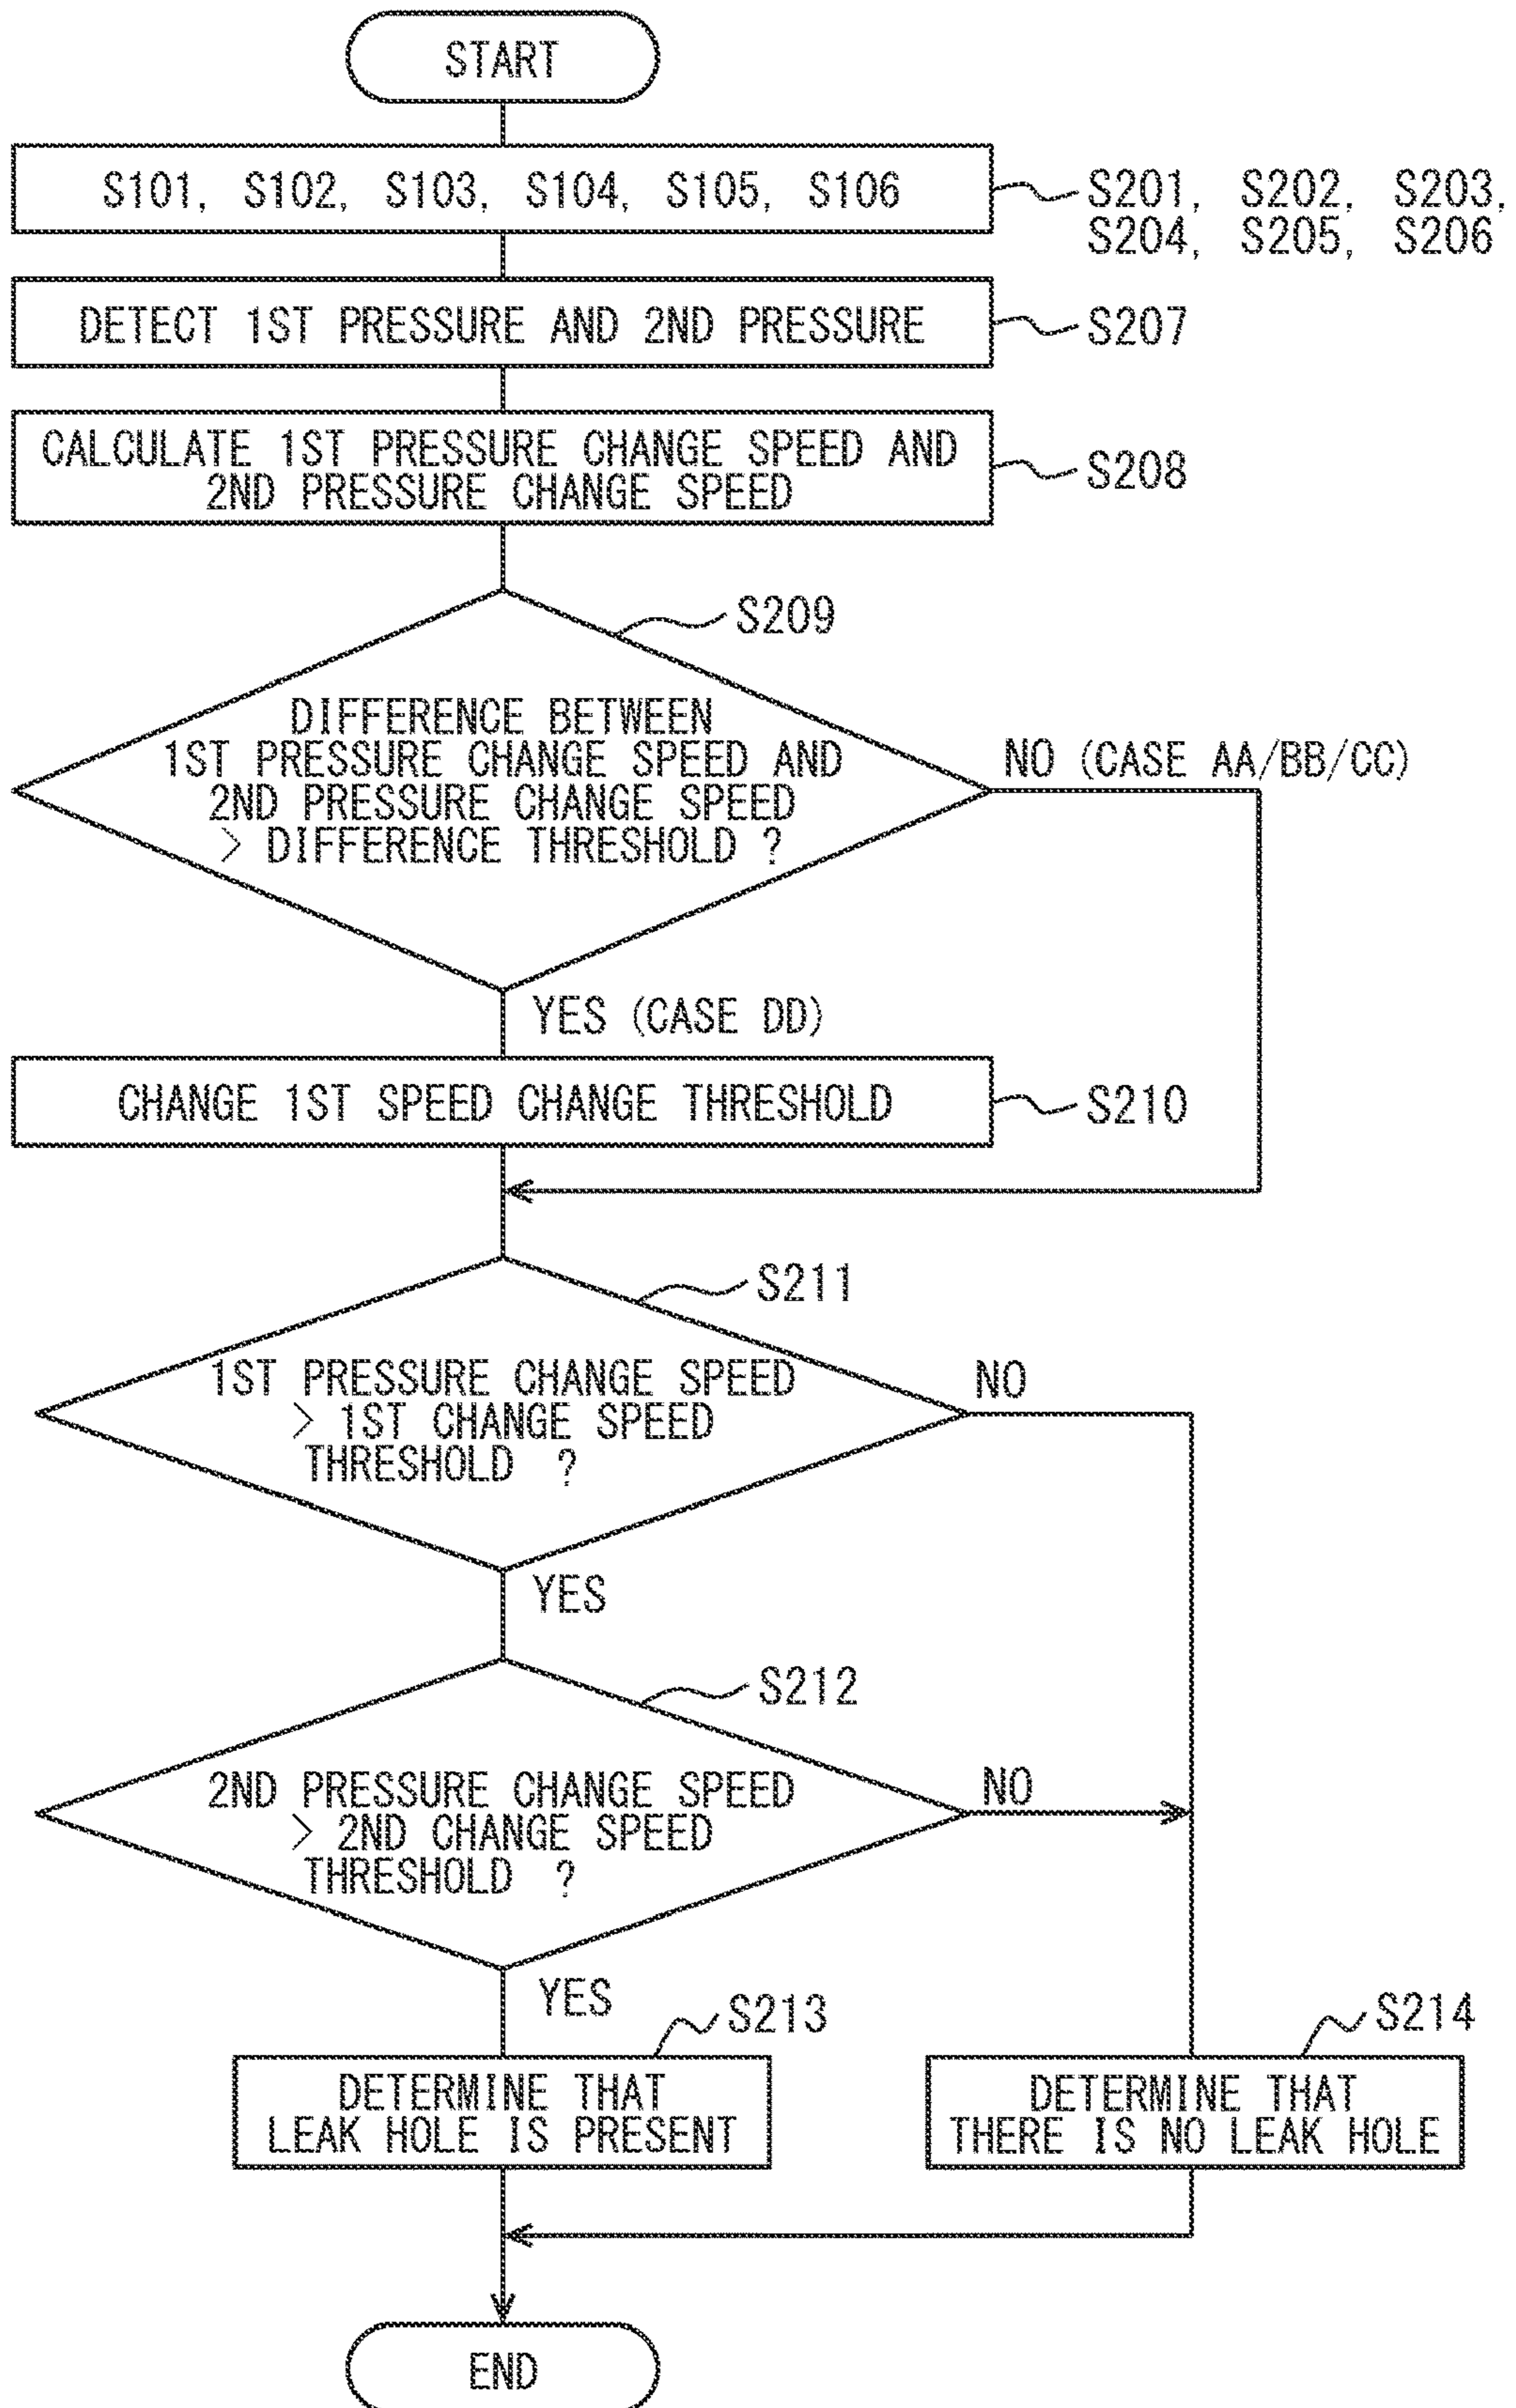 START
S101, S102, S103, S104, S105, S106
S201, S202, S203,
S204, S205, S206
DETECT 1ST PRESSURE AND 2ND PRESSURE
S207
CALCULATE 1ST PRESSURE CHANGE SPEED AND
2ND PRESSURE CHANGE SPEED
S208
S209
DIFFERENCE BETWEEN
1ST PRESSURE CHANGE SPEED AND
2ND PRESSURE CHANGE SPEED
> DIFFERENCE THRESHOLD ?
NO (CASE AA/BB/CC)
YES (CASE DD)
CHANGE 1ST SPEED CHANGE THRESHOLD
S210
S211
1ST PRESSURE CHANGE SPEED
> 1ST CHANGE SPEED
THRESHOLD ?
NO
YES
S212
2ND PRESSURE CHANGE SPEED
> 2ND CHANGE SPEED
THRESHOLD ?
NO
YES
S213
DETERMINE THAT
LEAK HOLE IS PRESENT
S214
DETERMINE THAT
THERE IS NO LEAK HOLE
END